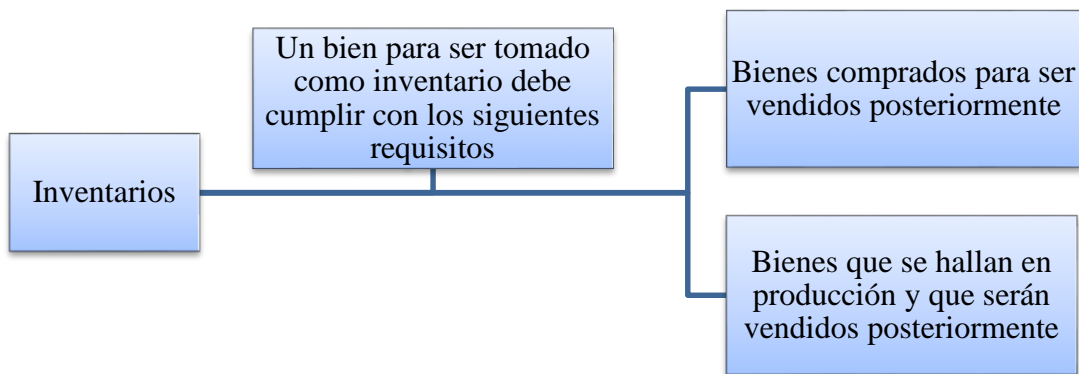 Inventarios
Un bien para ser tomado
como inventario debe
cumplir con los siguientes
requisitos
Bienes comprados para ser
vendidos posteriormente
Bienes que se hallan en
producción y que serán
vendidos posteriormente